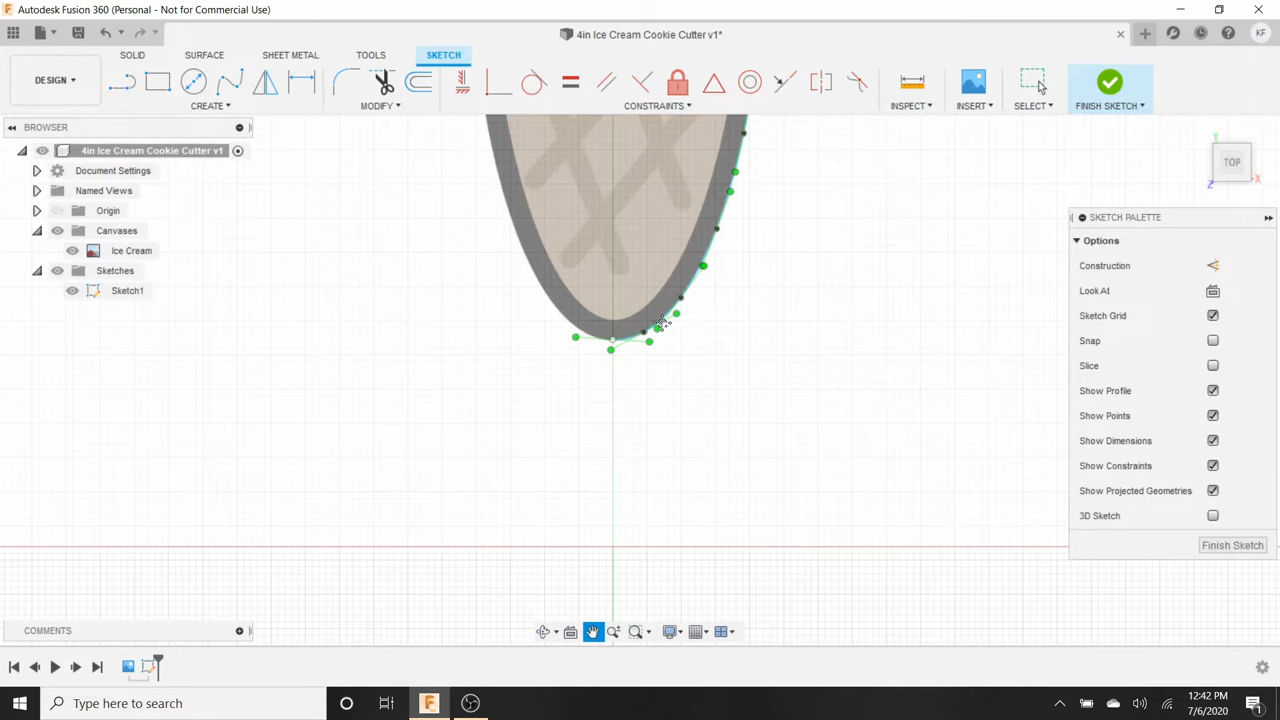 Autodesk Fusion 360 (Personal - Not for Commercial Use)
4in Ice Cream Cookie Cutter v1*
KF
DESIGN
SOLID
SURFACE
SHEET METAL
TOOLS
SKETCH
CREATE
MODIFY
CONSTRAINTS
INSPECT
INSERT
SELECT
FINISH SKETCH
BROWSER
4in Ice Cream Cookie Cutter v1
Document Settings
Named Views
Origin
Canvases
Ice Cream
Sketches
Sketch1
Y
TOP
X
Z
SKETCH PALETTE
Options
Construction
Look At
Sketch Grid
Snap
Slice
Show Profile
Show Points
Show Dimensions
Show Constraints
Show Projected Geometries
3D Sketch
Finish Sketch
COMMENTS
Type here to search
12:42 PM
7/6/2020
1